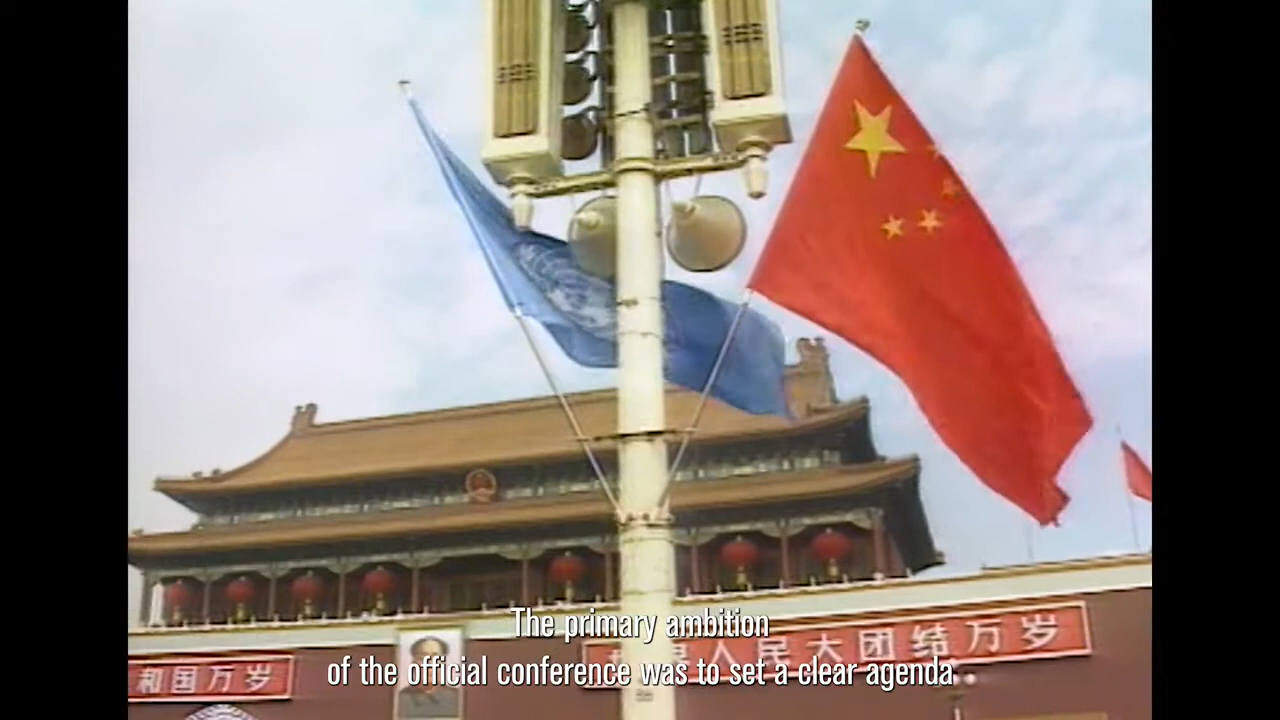 和国万岁
人民大团结万岁
The primary ambition
of the official conference was to set a clear agenda